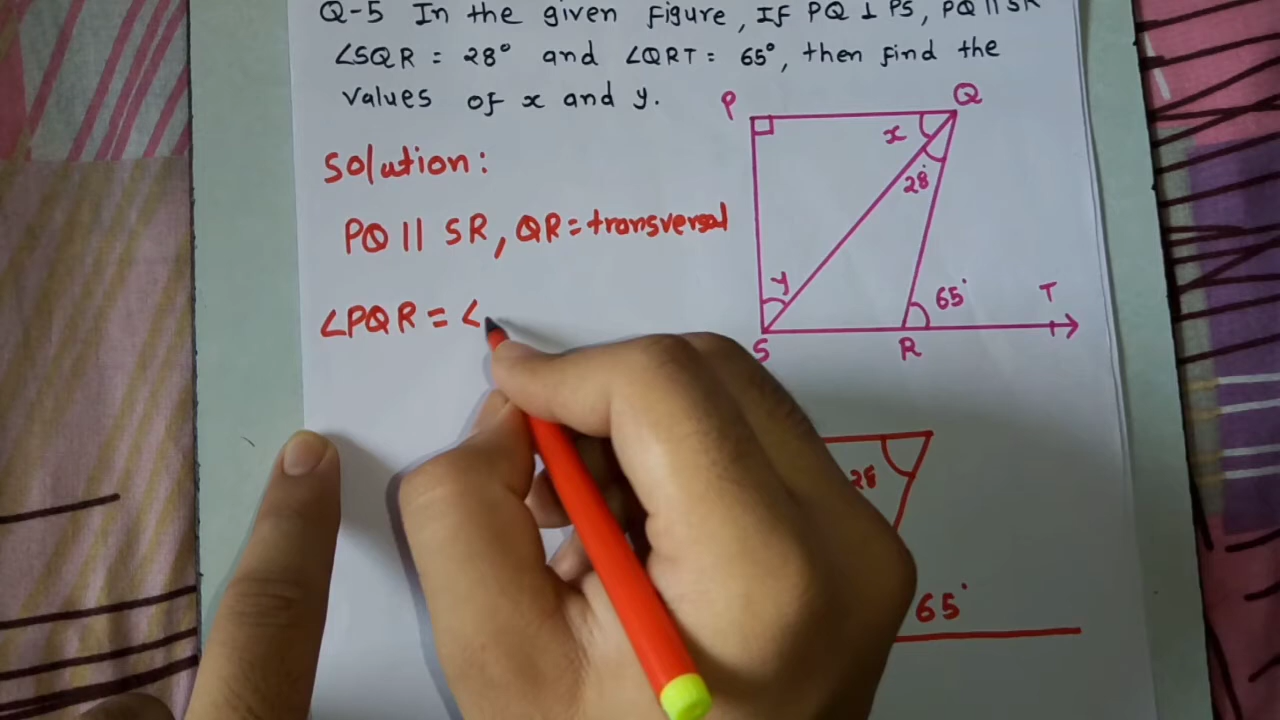 Q-5 In the given figure, If PQ ⊥ PS, PQ || SR
∠SQR = 28° and ∠QRT = 65°, then find the
values of x and y.
Solution:
PQ || SR, QR = transversal
∠PQR = ∠
P
Q
x
28°
y
65°
T
S
R
28
65°